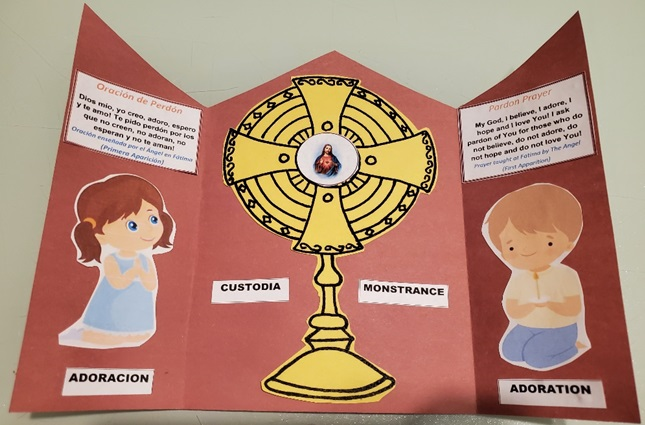 Oración de Perdón
Dios mío, yo creo, adoro, espero
y te amo! Te pido perdón por los
que no creen, no adoran, no
esperan y no te aman!
Oración enseñada por el Ángel en Fátima
(Primera Aparición)
ADORACION
CUSTODIA
MONSTRANCE
Pardon Prayer
My God, I believe, I adore, I
hope and I love You! I ask
pardon of You for those who do
not believe, do not adore, do
not hope and do not love You!
Prayer taught at Fatima by The Angel
(First Apparition)
ADORATION